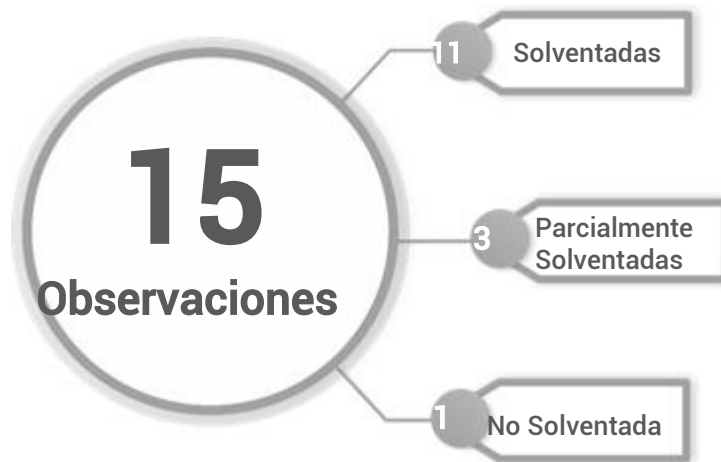 15
Observaciones
11
Solventadas
3
Parcialmente
Solventadas
1
No Solventada